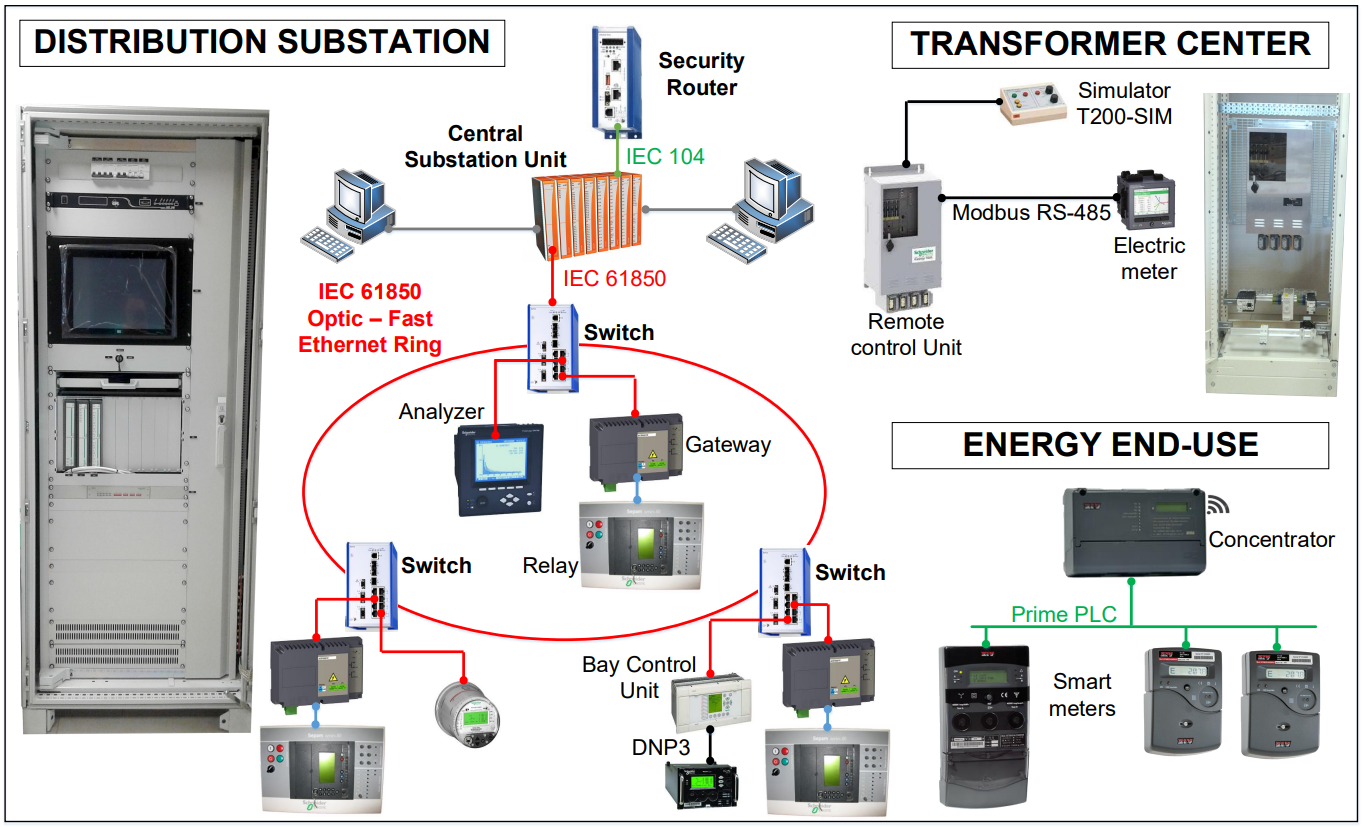 DISTRIBUTION SUBSTATION
TRANSFORMER CENTER
Security
Router
Simulator
T200-SIM
Central
Substation Unit
IEC 104
Modbus RS-485
Electric
meter
IEC 61850
IEC 61850
Optic – Fast
Ethernet Ring
Remote
control Unit
Switch
Analyzer
Gateway
ENERGY END-USE
Concentrator
Relay
Switch
Switch
Prime PLC
Bay Control
Unit
Smart
meters
DNP3